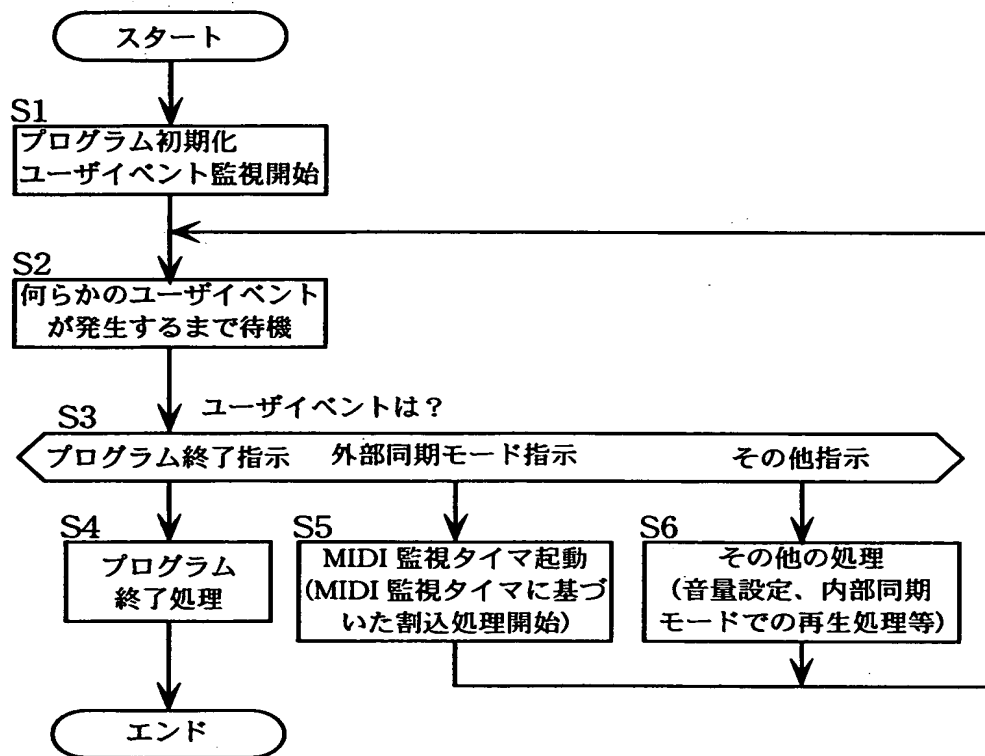 スタート
S1
プログラム初期化
ユーザイベント監視開始
S2
何らかのユーザイベント
が発生するまで待機
ユーザイベントは？
S3
プログラム終了指示
外部同期モード指示
その他指示
S4
プログラム
終了処理
S5
MIDI 監視タイマ起動
(MIDI 監視タイマに基づ
いた割込処理開始)
S6
その他の処理
(音量設定、内部同期
モードでの再生処理等)
エンド